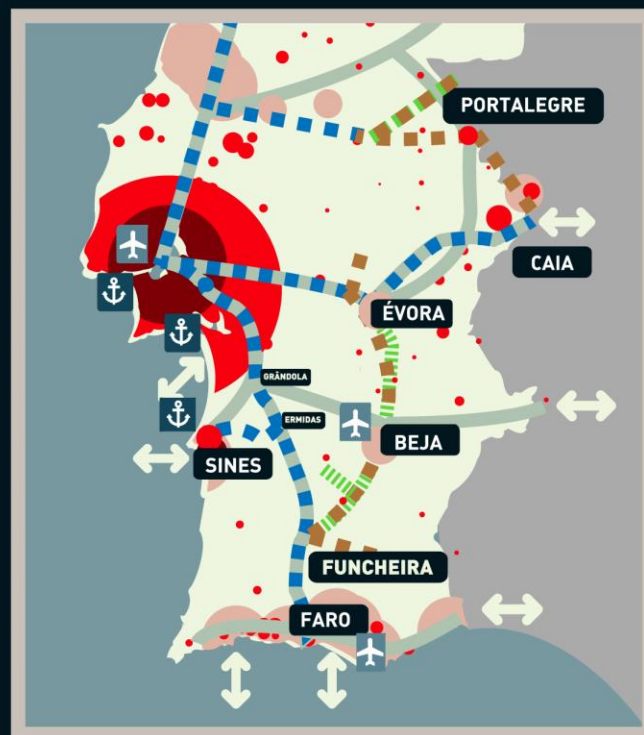 PORTALEGRE
CAIA
ÉVORA
GRÂNDOLA
ERMIDAS
BEJA
SINES
FUNCHEIRA
FARO